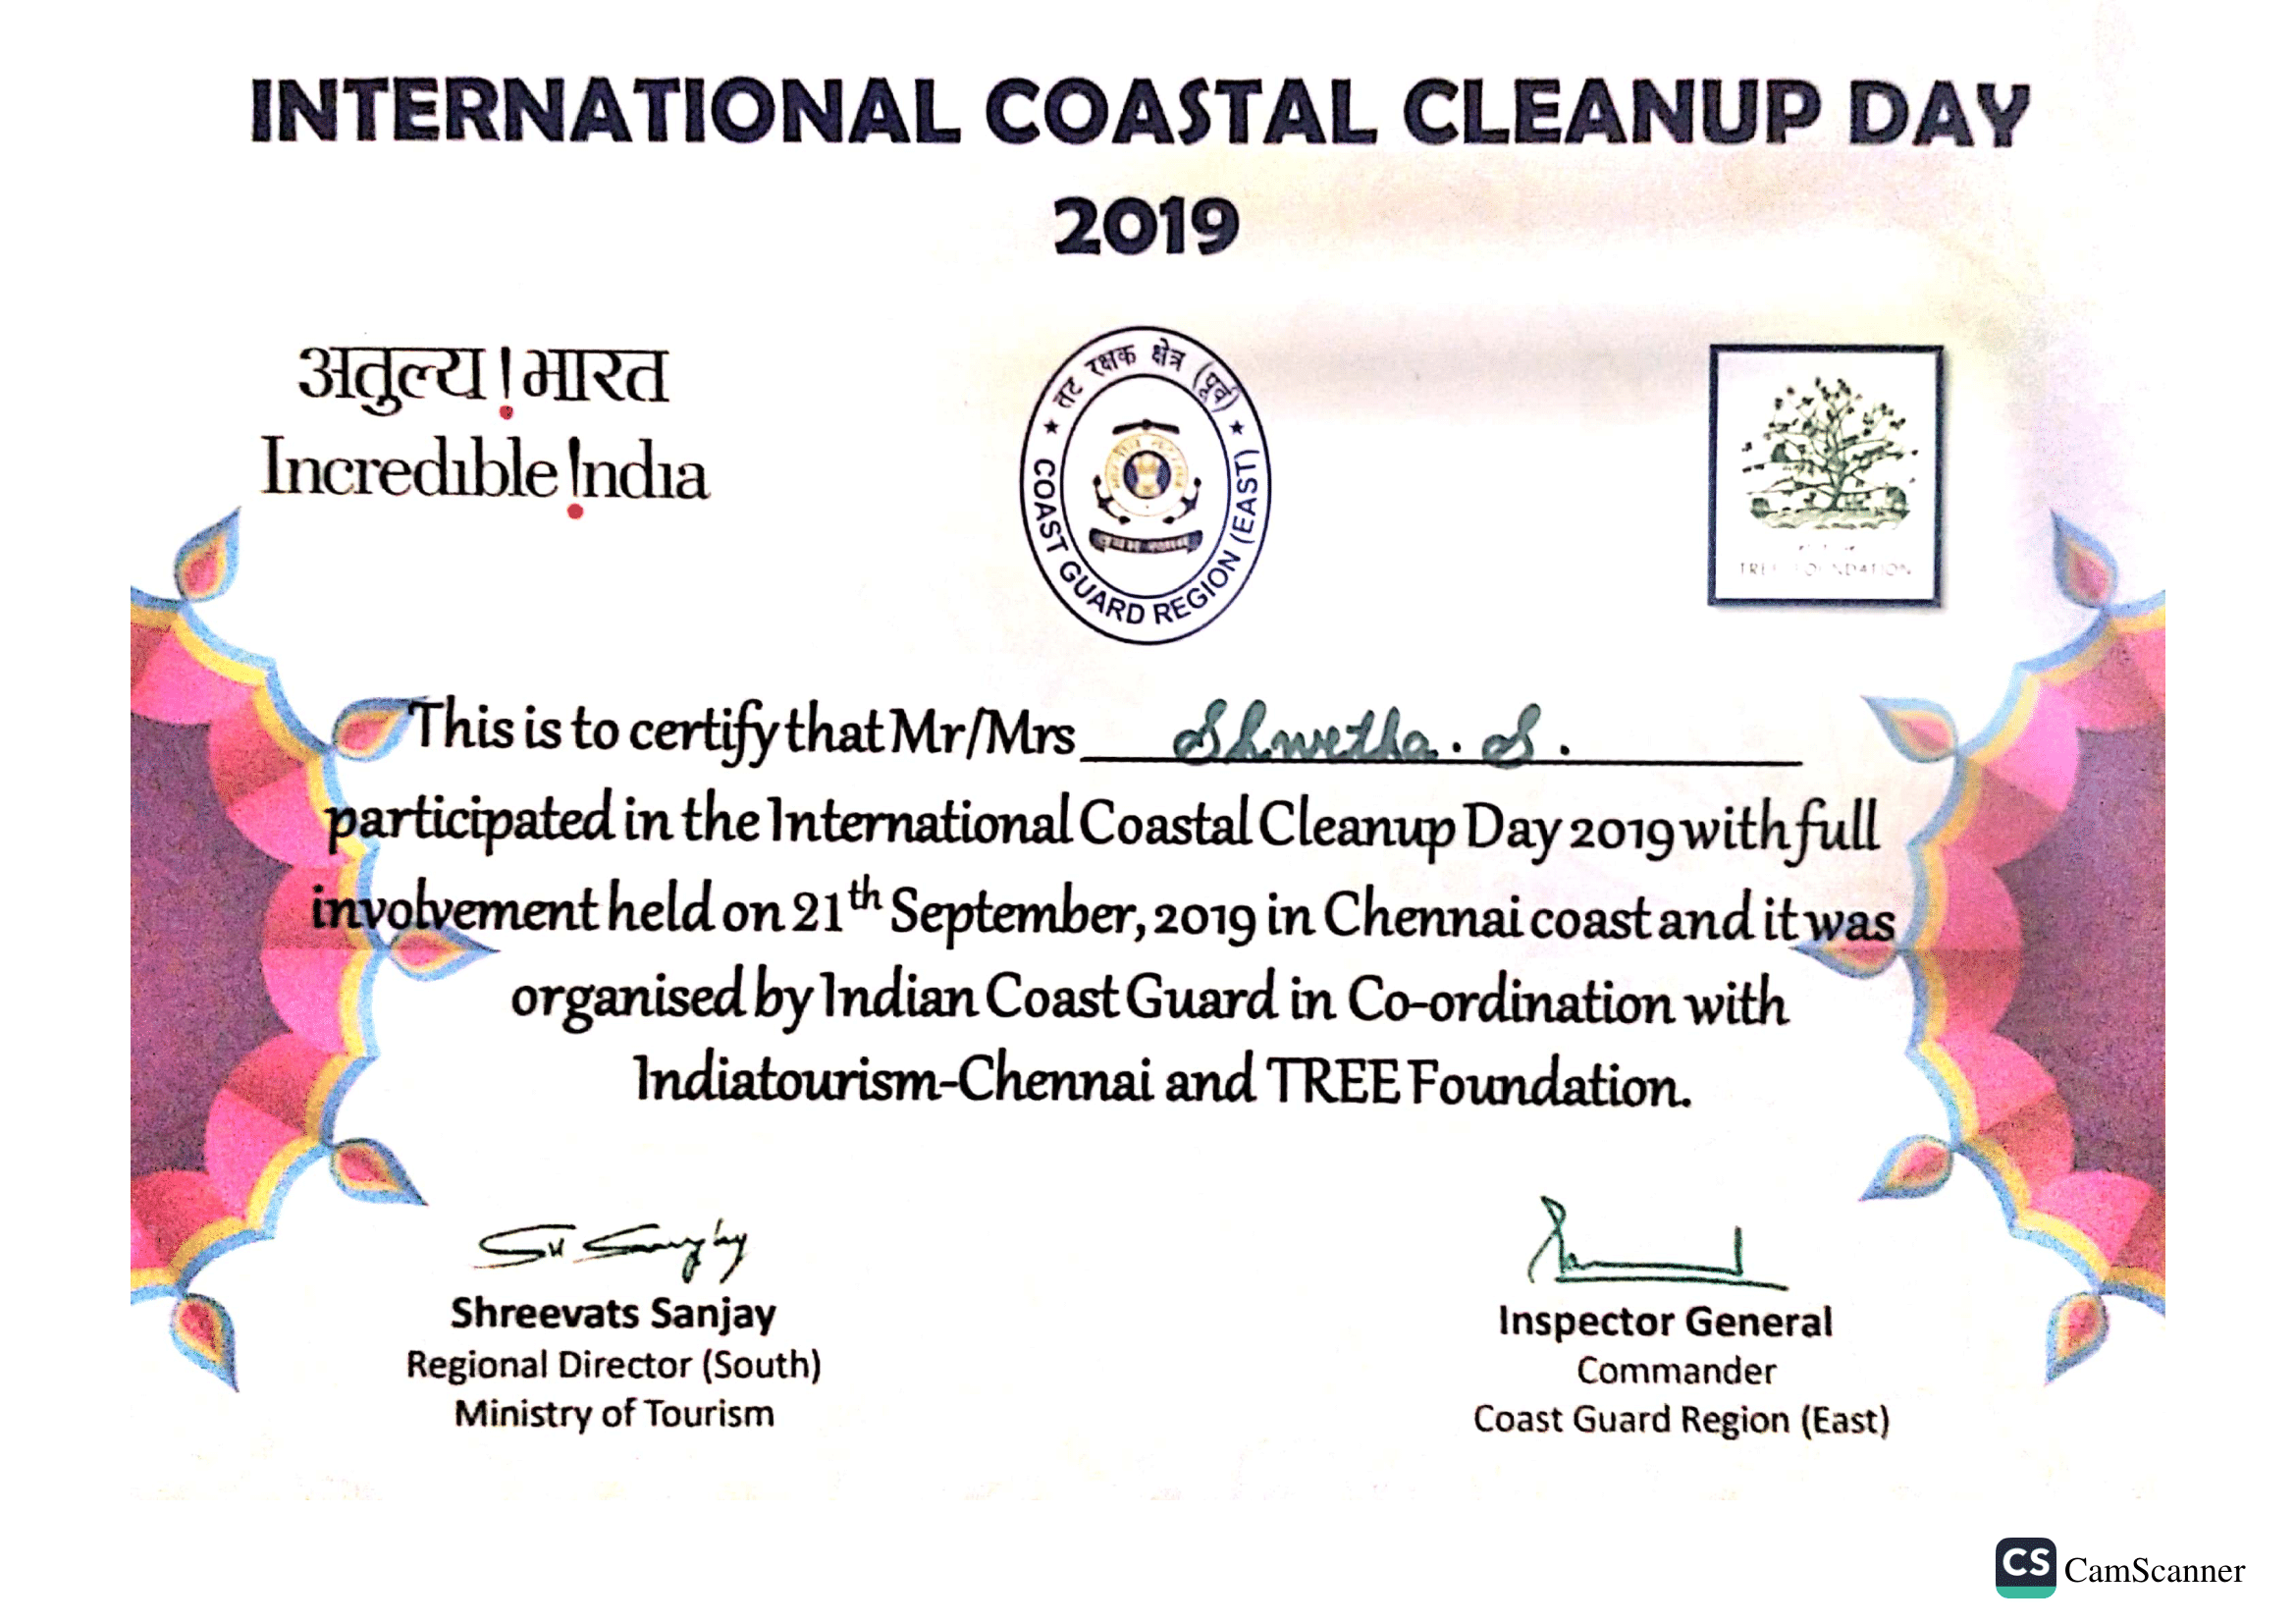 INTERNATIONAL COASTAL CLEANUP DAY
2019
अतुल्य!भारत
Incredible !ndia
तट रक्षक क्षेत्र (पूर्व)
COAST GUARD REGION (EAST)
TREE FOUNDATION
This is to certify that Mr/Mrs Shwetha. S.
participated in the International Coastal Cleanup Day 2019 with full
involvement held on 21th September, 2019 in Chennai coast and it was
organised by Indian Coast Guard in Co-ordination with
Indiatourism-Chennai and TREE Foundation.
Shreevats Sanjay
Regional Director (South)
Ministry of Tourism
Inspector General
Commander
Coast Guard Region (East)
CS CamScanner